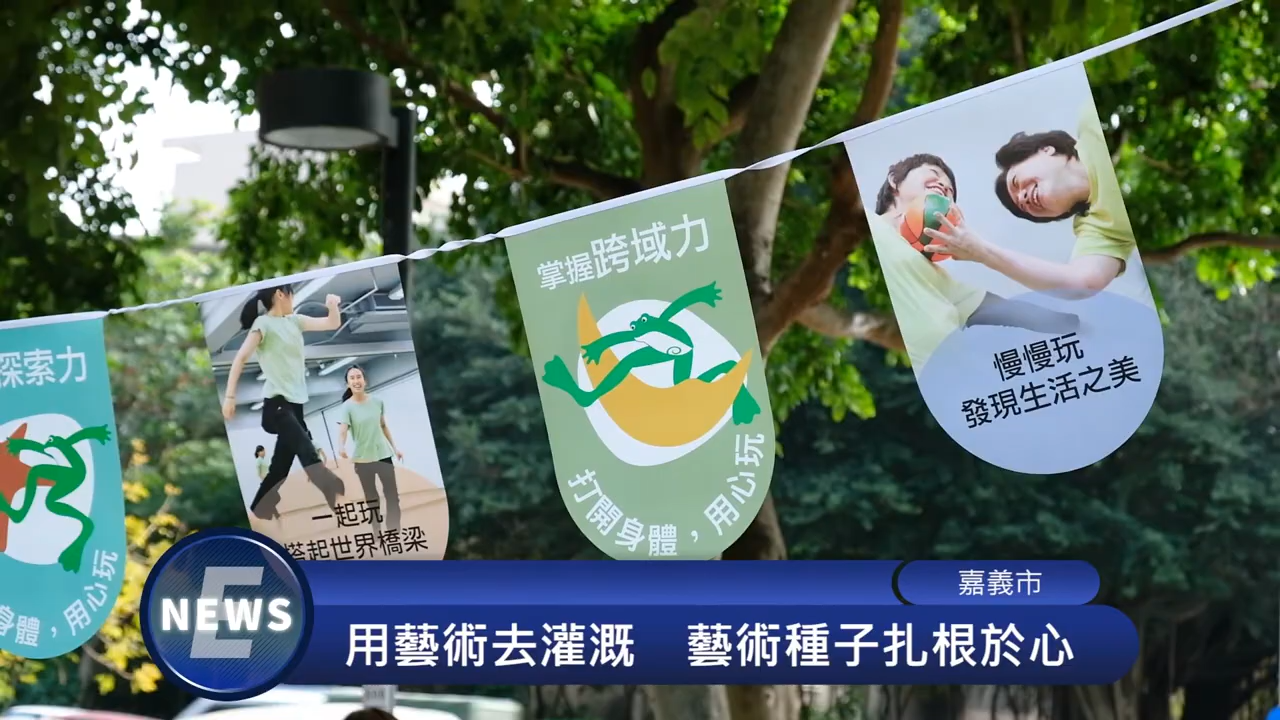 探索力
身體，用心玩
一起玩
搭起世界橋梁
掌握跨域力
打開身體，用心玩
慢慢玩
發現生活之美
嘉義市
E
NEWS
用藝術去灌溉　藝術種子扎根於心